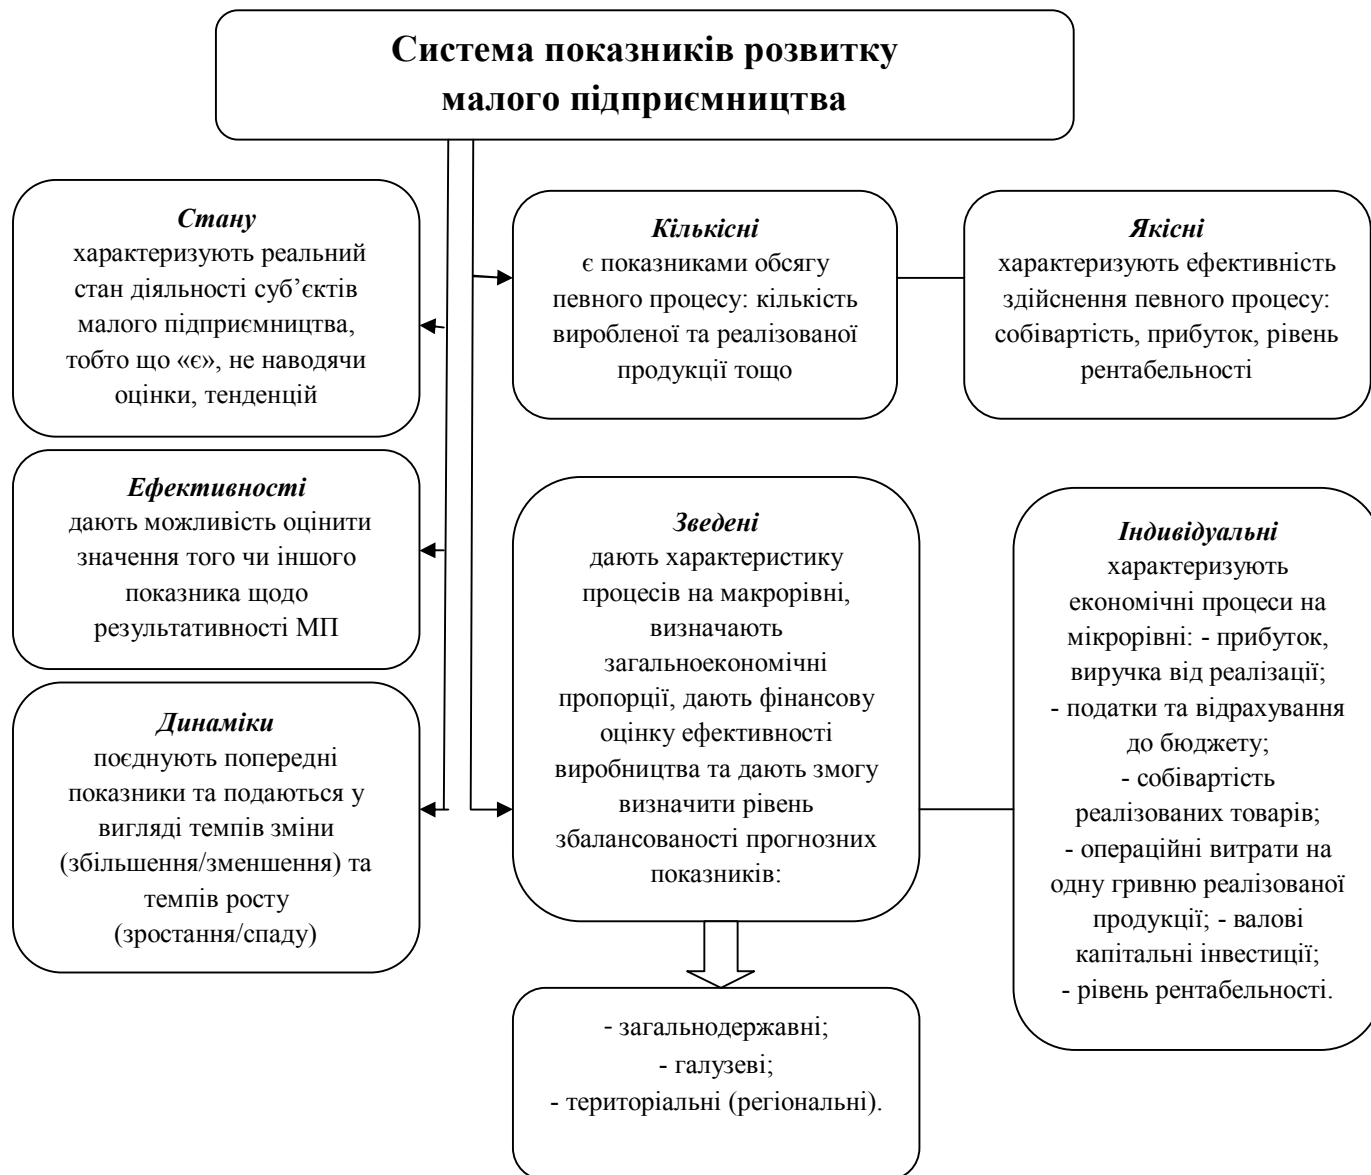 Система показників розвитку
малого підприємництва
Стану
характеризують реальний
стан діяльності суб’єктів
малого підприємництва,
тобто що «є», не наводячи
оцінки, тенденцій
Кількісні
є показниками обсягу
певного процесу: кількість
виробленої та реалізованої
продукції тощо
Якісні
характеризують ефективність
здійснення певного процесу:
собівартість, прибуток, рівень
рентабельності
Ефективності
дають можливість оцінити
значення того чи іншого
показника щодо
результативності МП
Зведені
дають характеристику
процесів на макрорівні,
визначають
загальноекономічні
пропорції, дають фінансову
оцінку ефективності
виробництва та дають змогу
визначити рівень
збалансованості прогнозних
показників:
Індивідуальні
характеризують
економічні процеси на
мікрорівні: - прибуток,
виручка від реалізації;
- податки та відрахування
до бюджету;
- собівартість
реалізованих товарів;
- операційні витрати на
одну гривню реалізованої
продукції; - валові
капітальні інвестиції;
- рівень рентабельності.
Динаміки
поєднують попередні
показники та подаються у
вигляді темпів зміни
(збільшення/зменшення) та
темпів росту
(зростання/спаду)
- загальнодержавні;
- галузеві;
- територіальні (регіональні).